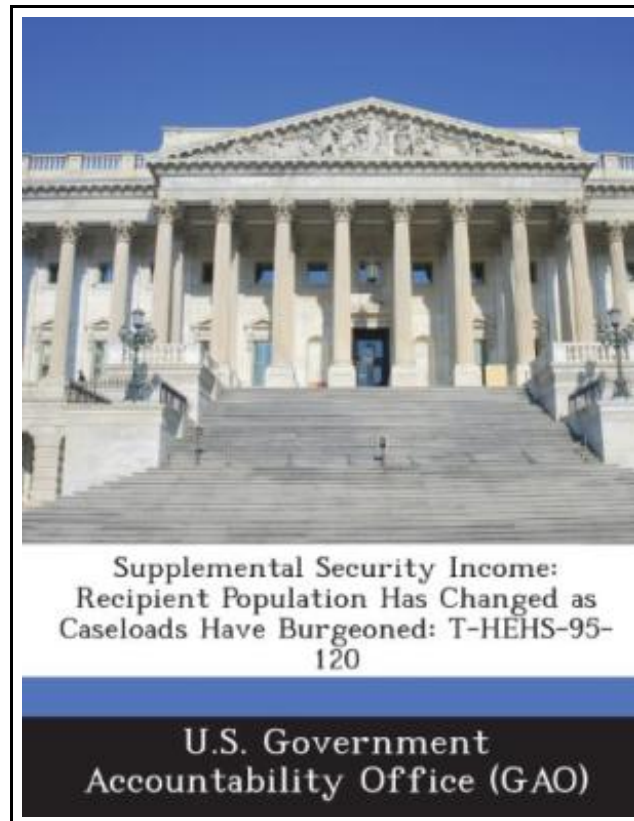 Supplemental Security Income:
Recipient Population Has Changed as
Caseloads Have Burgeoned: T-HEHS-95-
120
U.S. Government
Accountability Office (GAO)